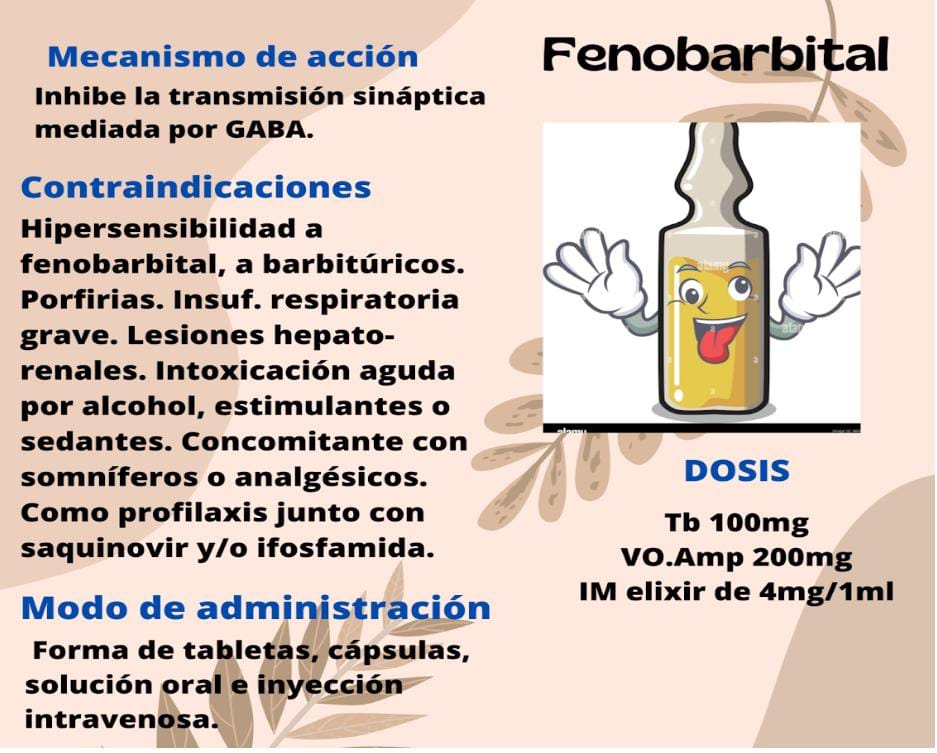 Fenobarbital
Mecanismo de acción
Inhibe la transmisión sináptica
mediada por GABA.
Contraindicaciones
Hipersensibilidad a
fenobarbital, a barbitúricos.
Porfirias. Insuf. respiratoria
grave. Lesiones hepato-
renales. Intoxicación aguda
por alcohol, estimulantes o
sedantes. Concomitante con
somníferos o analgésicos.
Como profilaxis junto con
saquinovir y/o ifosfamida.
Modo de administración
Forma de tabletas, cápsulas,
solución oral e inyección
intravenosa.
alamy
alamy
DOSIS
Tb 100mg
VO.Amp 200mg
IM elixir de 4mg/1ml